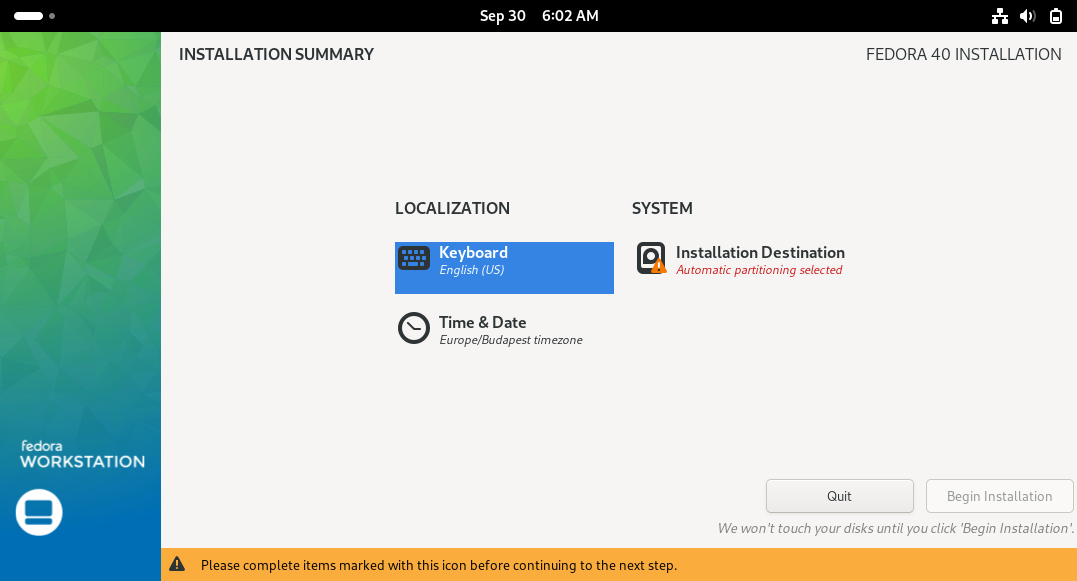 Sep 30 6:02 AM
INSTALLATION SUMMARY
FEDORA 40 INSTALLATION
LOCALIZATION
SYSTEM
Keyboard
English (US)
Installation Destination
Automatic partitioning selected
Time & Date
Europe/Budapest timezone
fedora
WORKSTATION
Quit
Begin Installation
We won't touch your disks until you click 'Begin Installation'.
Please complete items marked with this icon before continuing to the next step.